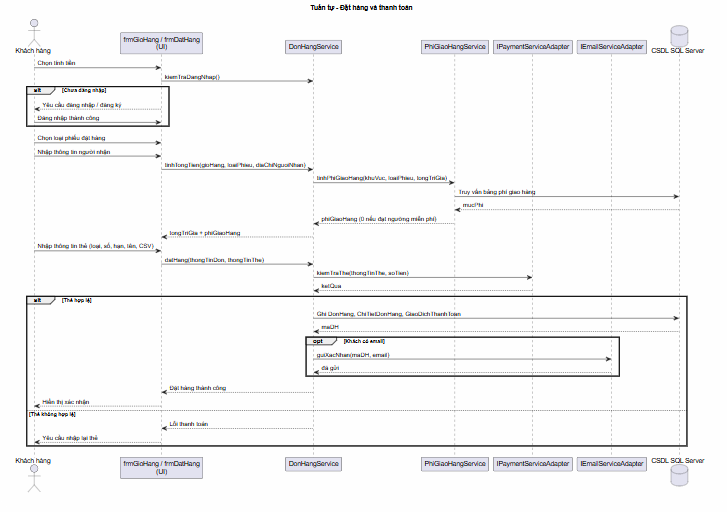 Tuần tự - Đặt hàng và thanh toán
Khách hàng
frmGioHang / frmDatHang
(UI)
DonHangService
PhiGiaoHangService
IPaymentServiceAdapter
IEmailServiceAdapter
CSDL SQL Server
Chọn tính tiền
kiemTraDangNhap()
alt
[Chưa đăng nhập]
Yêu cầu đăng nhập / đăng ký
Đăng nhập thành công
Chọn loại phiếu đặt hàng
Nhập thông tin người nhận
tinhTongTien(gioHang, loaiPhieu, diaChiNguoiNhan)
tinhPhiGiaoHang(khuVuc, loaiPhieu, tongTriGia)
Truy vấn bảng phí giao hàng
mucPhi
phiGiaoHang (0 nếu đạt ngưỡng miễn phí)
tongTriGia + phiGiaoHang
Nhập thông tin thẻ (loại, số, hạn, tên, CSV)
datHang(thongTinDon, thongTinThe)
kiemTraThe(thongTinThe, soTien)
ketQua
alt
[Thẻ hợp lệ]
Ghi DonHang, ChiTietDonHang, GiaoDichThanhToan
maDH
opt
[Khách có email]
guiXacNhan(maDH, email)
đã gửi
Đặt hàng thành công
Hiển thị xác nhận
[Thẻ không hợp lệ]
Lỗi thanh toán
Yêu cầu nhập lại thẻ
Khách hàng
frmGioHang / frmDatHang
(UI)
DonHangService
PhiGiaoHangService
IPaymentServiceAdapter
IEmailServiceAdapter
CSDL SQL Server